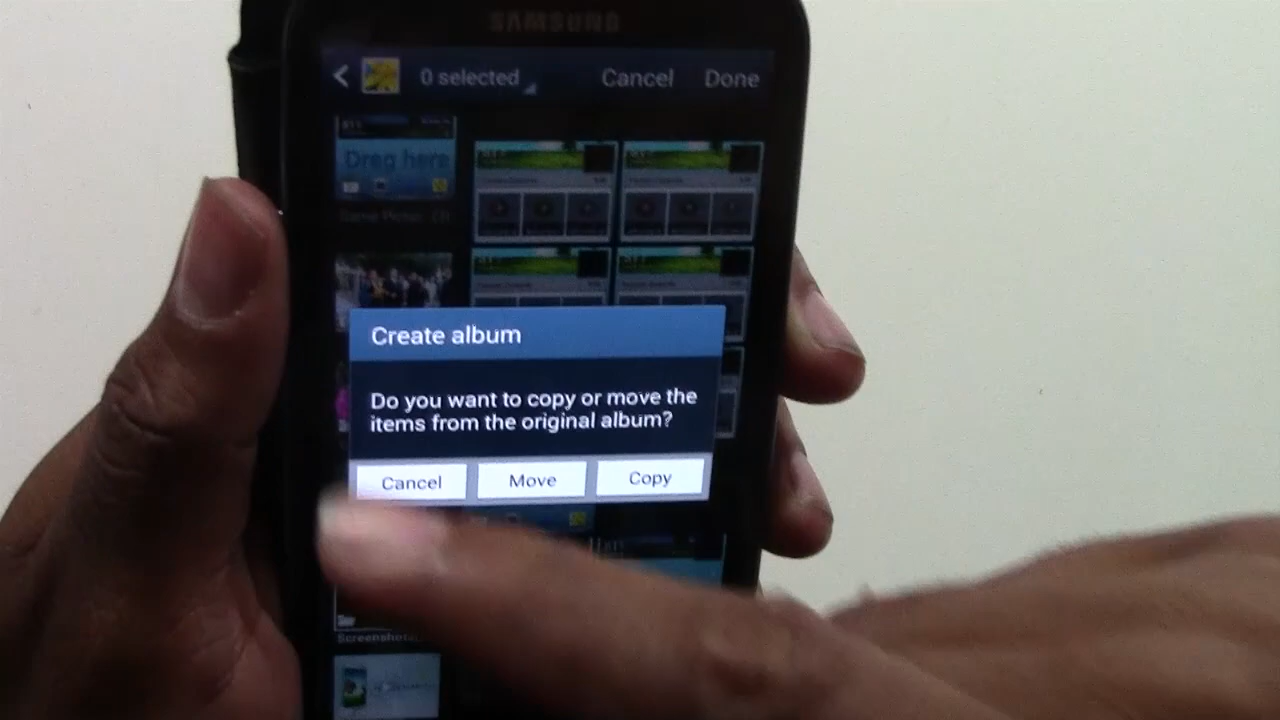 SAMSUNG
0 selected
Cancel
Done
Drag here
Create album
Do you want to copy or move the
items from the original album?
Cancel
Move
Copy